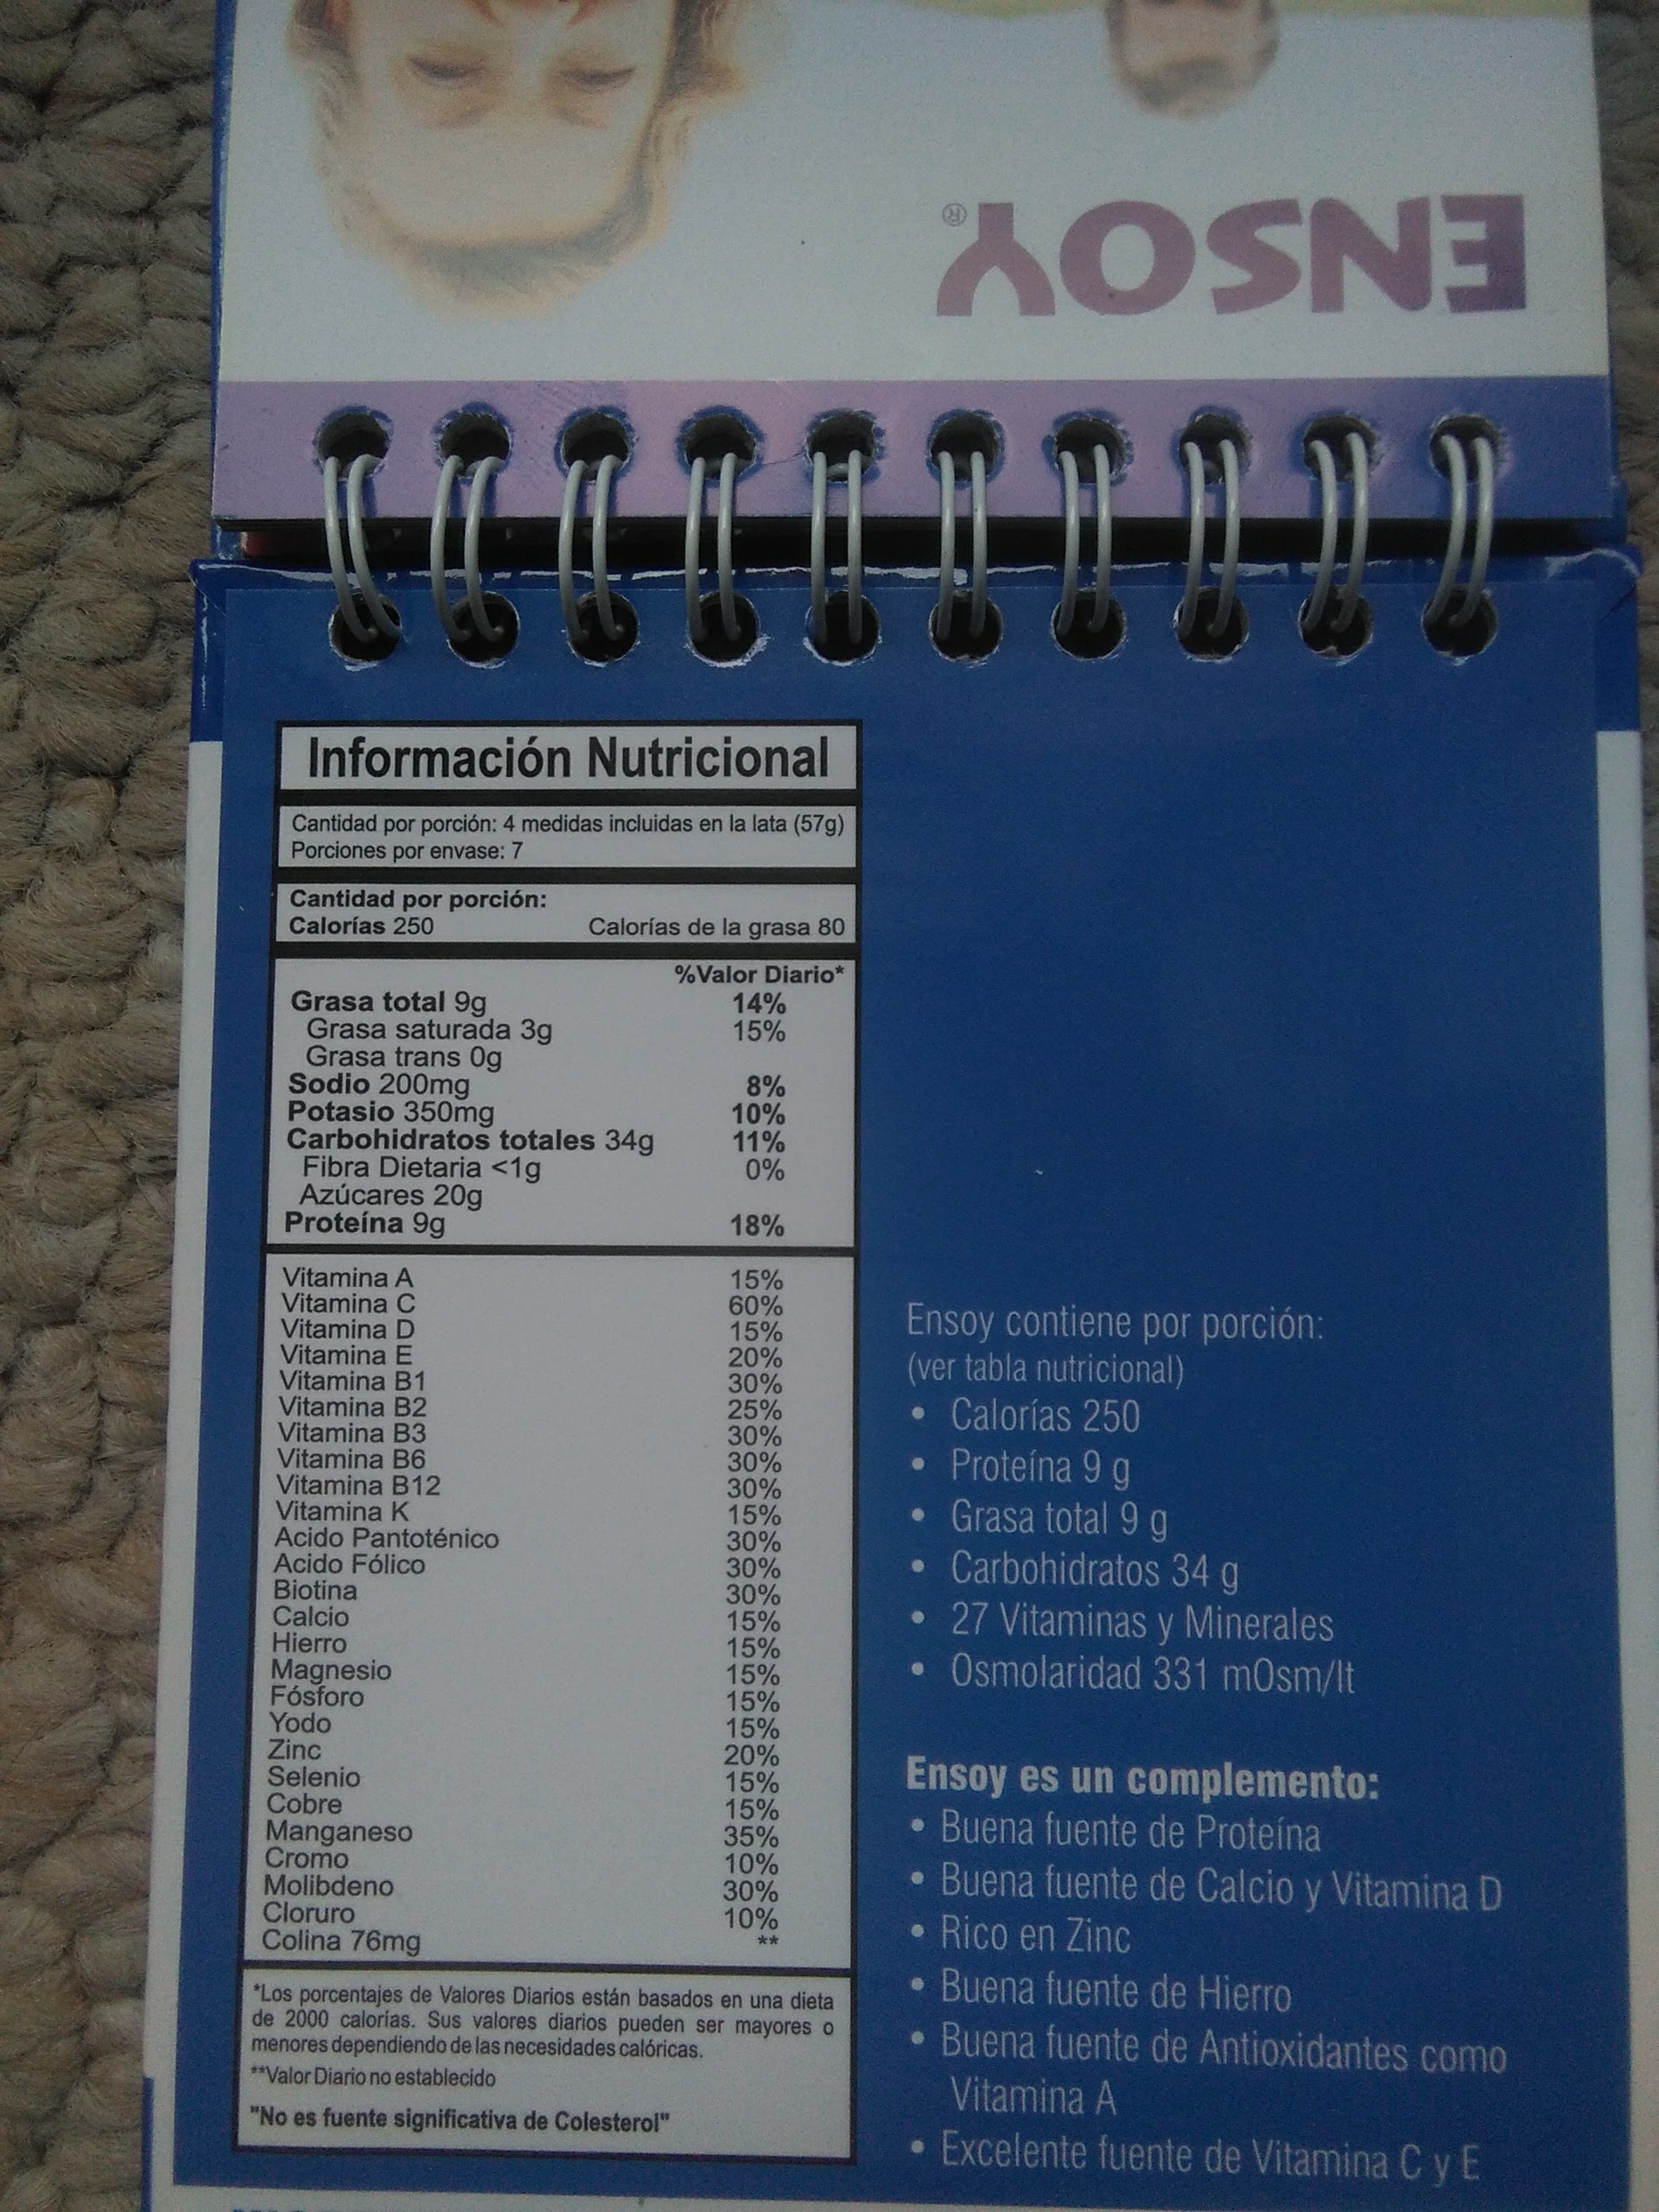 ENSOY®
Información Nutricional
Cantidad por porción: 4 medidas incluidas en la lata (57g)
Porciones por envase: 7
Cantidad por porción:
Calorías 250 Calorías de la grasa 80
%Valor Diario*
Grasa total 9g 14%
Grasa saturada 3g 15%
Grasa trans 0g
Sodio 200mg 8%
Potasio 350mg 10%
Carbohidratos totales 34g 11%
Fibra Dietaria <1g 0%
Azúcares 20g
Proteína 9g 18%
Vitamina A 15%
Vitamina C 60%
Vitamina D 15%
Vitamina E 20%
Vitamina B1 30%
Vitamina B2 25%
Vitamina B3 30%
Vitamina B6 30%
Vitamina B12 30%
Vitamina K 15%
Acido Pantoténico 30%
Acido Fólico 30%
Biotina 30%
Calcio 15%
Hierro 15%
Magnesio 15%
Fósforo 15%
Yodo 15%
Zinc 20%
Selenio 15%
Cobre 15%
Manganeso 35%
Cromo 10%
Molibdeno 30%
Cloruro 10%
Colina 76mg **
*Los porcentajes de Valores Diarios están basados en una dieta
de 2000 calorías. Sus valores diarios pueden ser mayores o
menores dependiendo de las necesidades calóricas.
**Valor Diario no establecido
"No es fuente significativa de Colesterol"
Ensoy contiene por porción:
(ver tabla nutricional)
• Calorías 250
• Proteína 9 g
• Grasa total 9 g
• Carbohidratos 34 g
• 27 Vitaminas y Minerales
• Osmolaridad 331 mOsm/lt
Ensoy es un complemento:
• Buena fuente de Proteína
• Buena fuente de Calcio y Vitamina D
• Rico en Zinc
• Buena fuente de Hierro
• Buena fuente de Antioxidantes como
Vitamina A
• Excelente fuente de Vitamina C y E